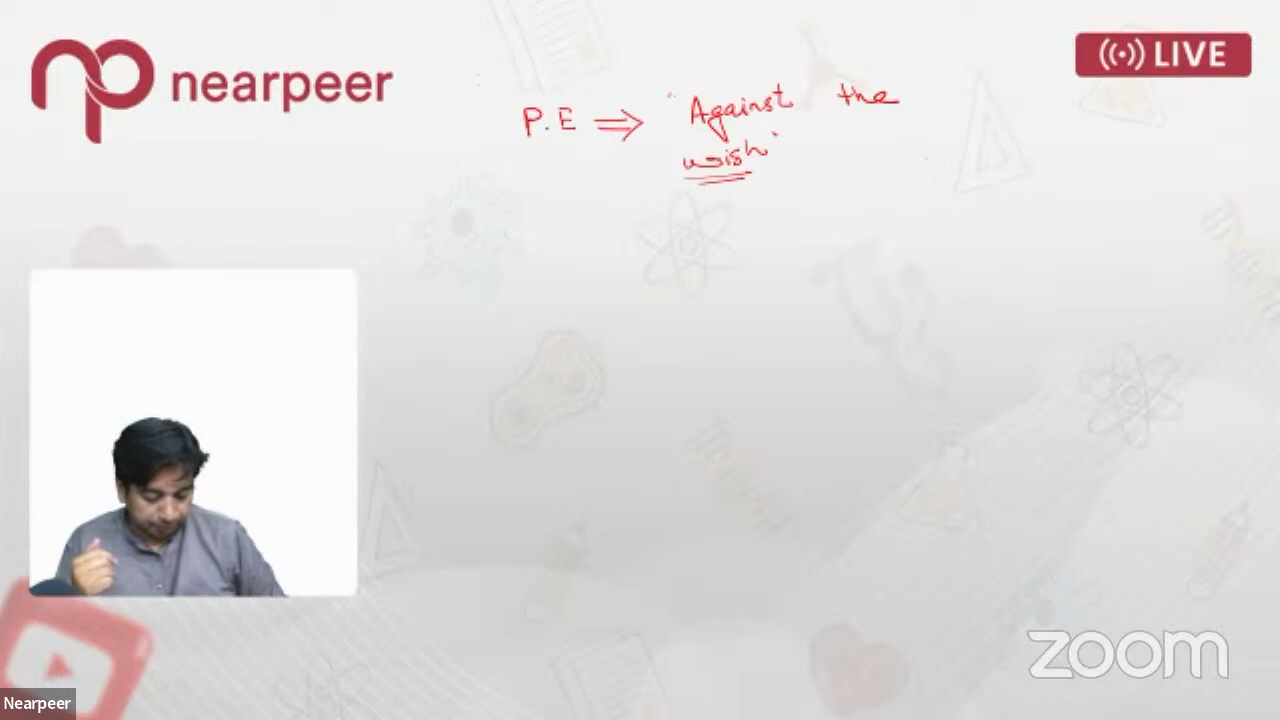 nearpeer
LIVE
P.E ⇒ "Against the
wish"
zoom
Nearpeer